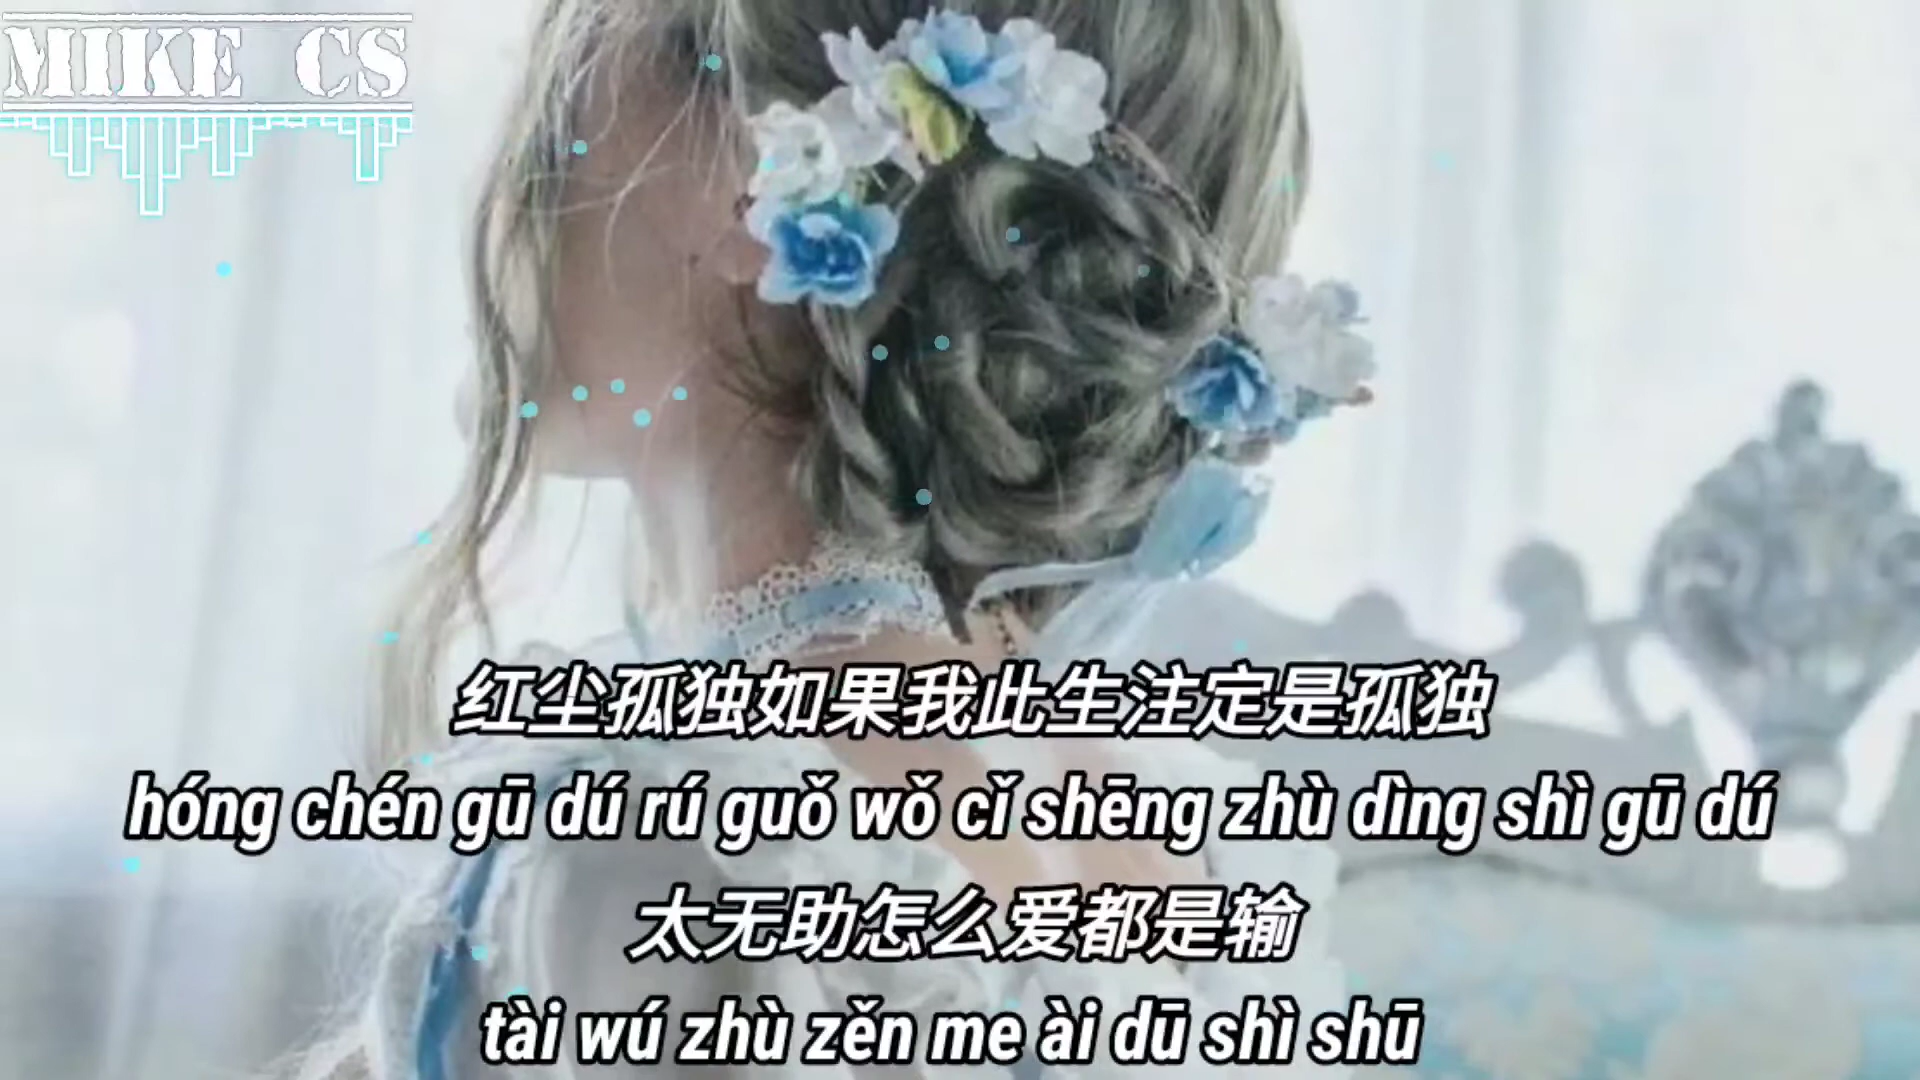 MIKE CS
红尘孤独如果我此生注定是孤独
hóng chén gū dú rú guǒ wǒ cǐ shēng zhù dìng shì gū dú
太无助怎么爱都是输
tài wú zhù zěn me ài dū shì shū